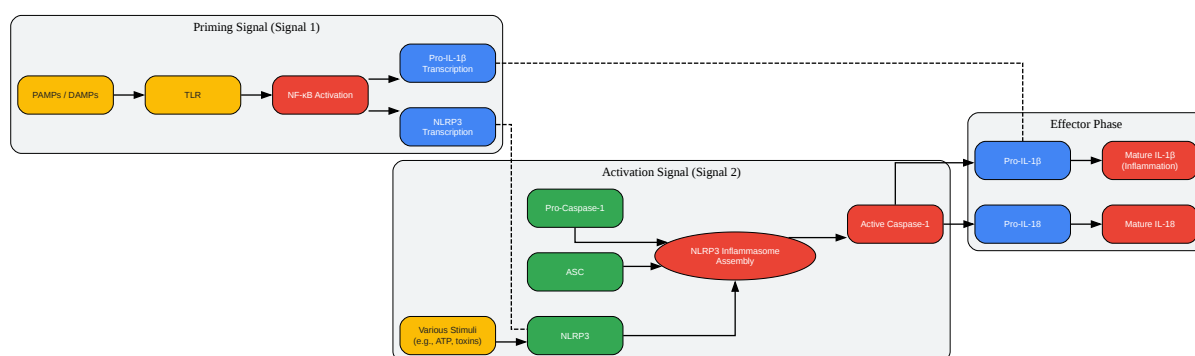 Priming Signal (Signal 1)
PAMPs / DAMPs
TLR
NF-κB Activation
Pro-IL-1β
Transcription
NLRP3
Transcription
Activation Signal (Signal 2)
Pro-Caspase-1
ASC
Various Stimuli
(e.g., ATP, toxins)
NLRP3
NLRP3 Inflammasome
Assembly
Active Caspase-1
Effector Phase
Pro-IL-1β
Mature IL-1β
(Inflammation)
Pro-IL-18
Mature IL-18